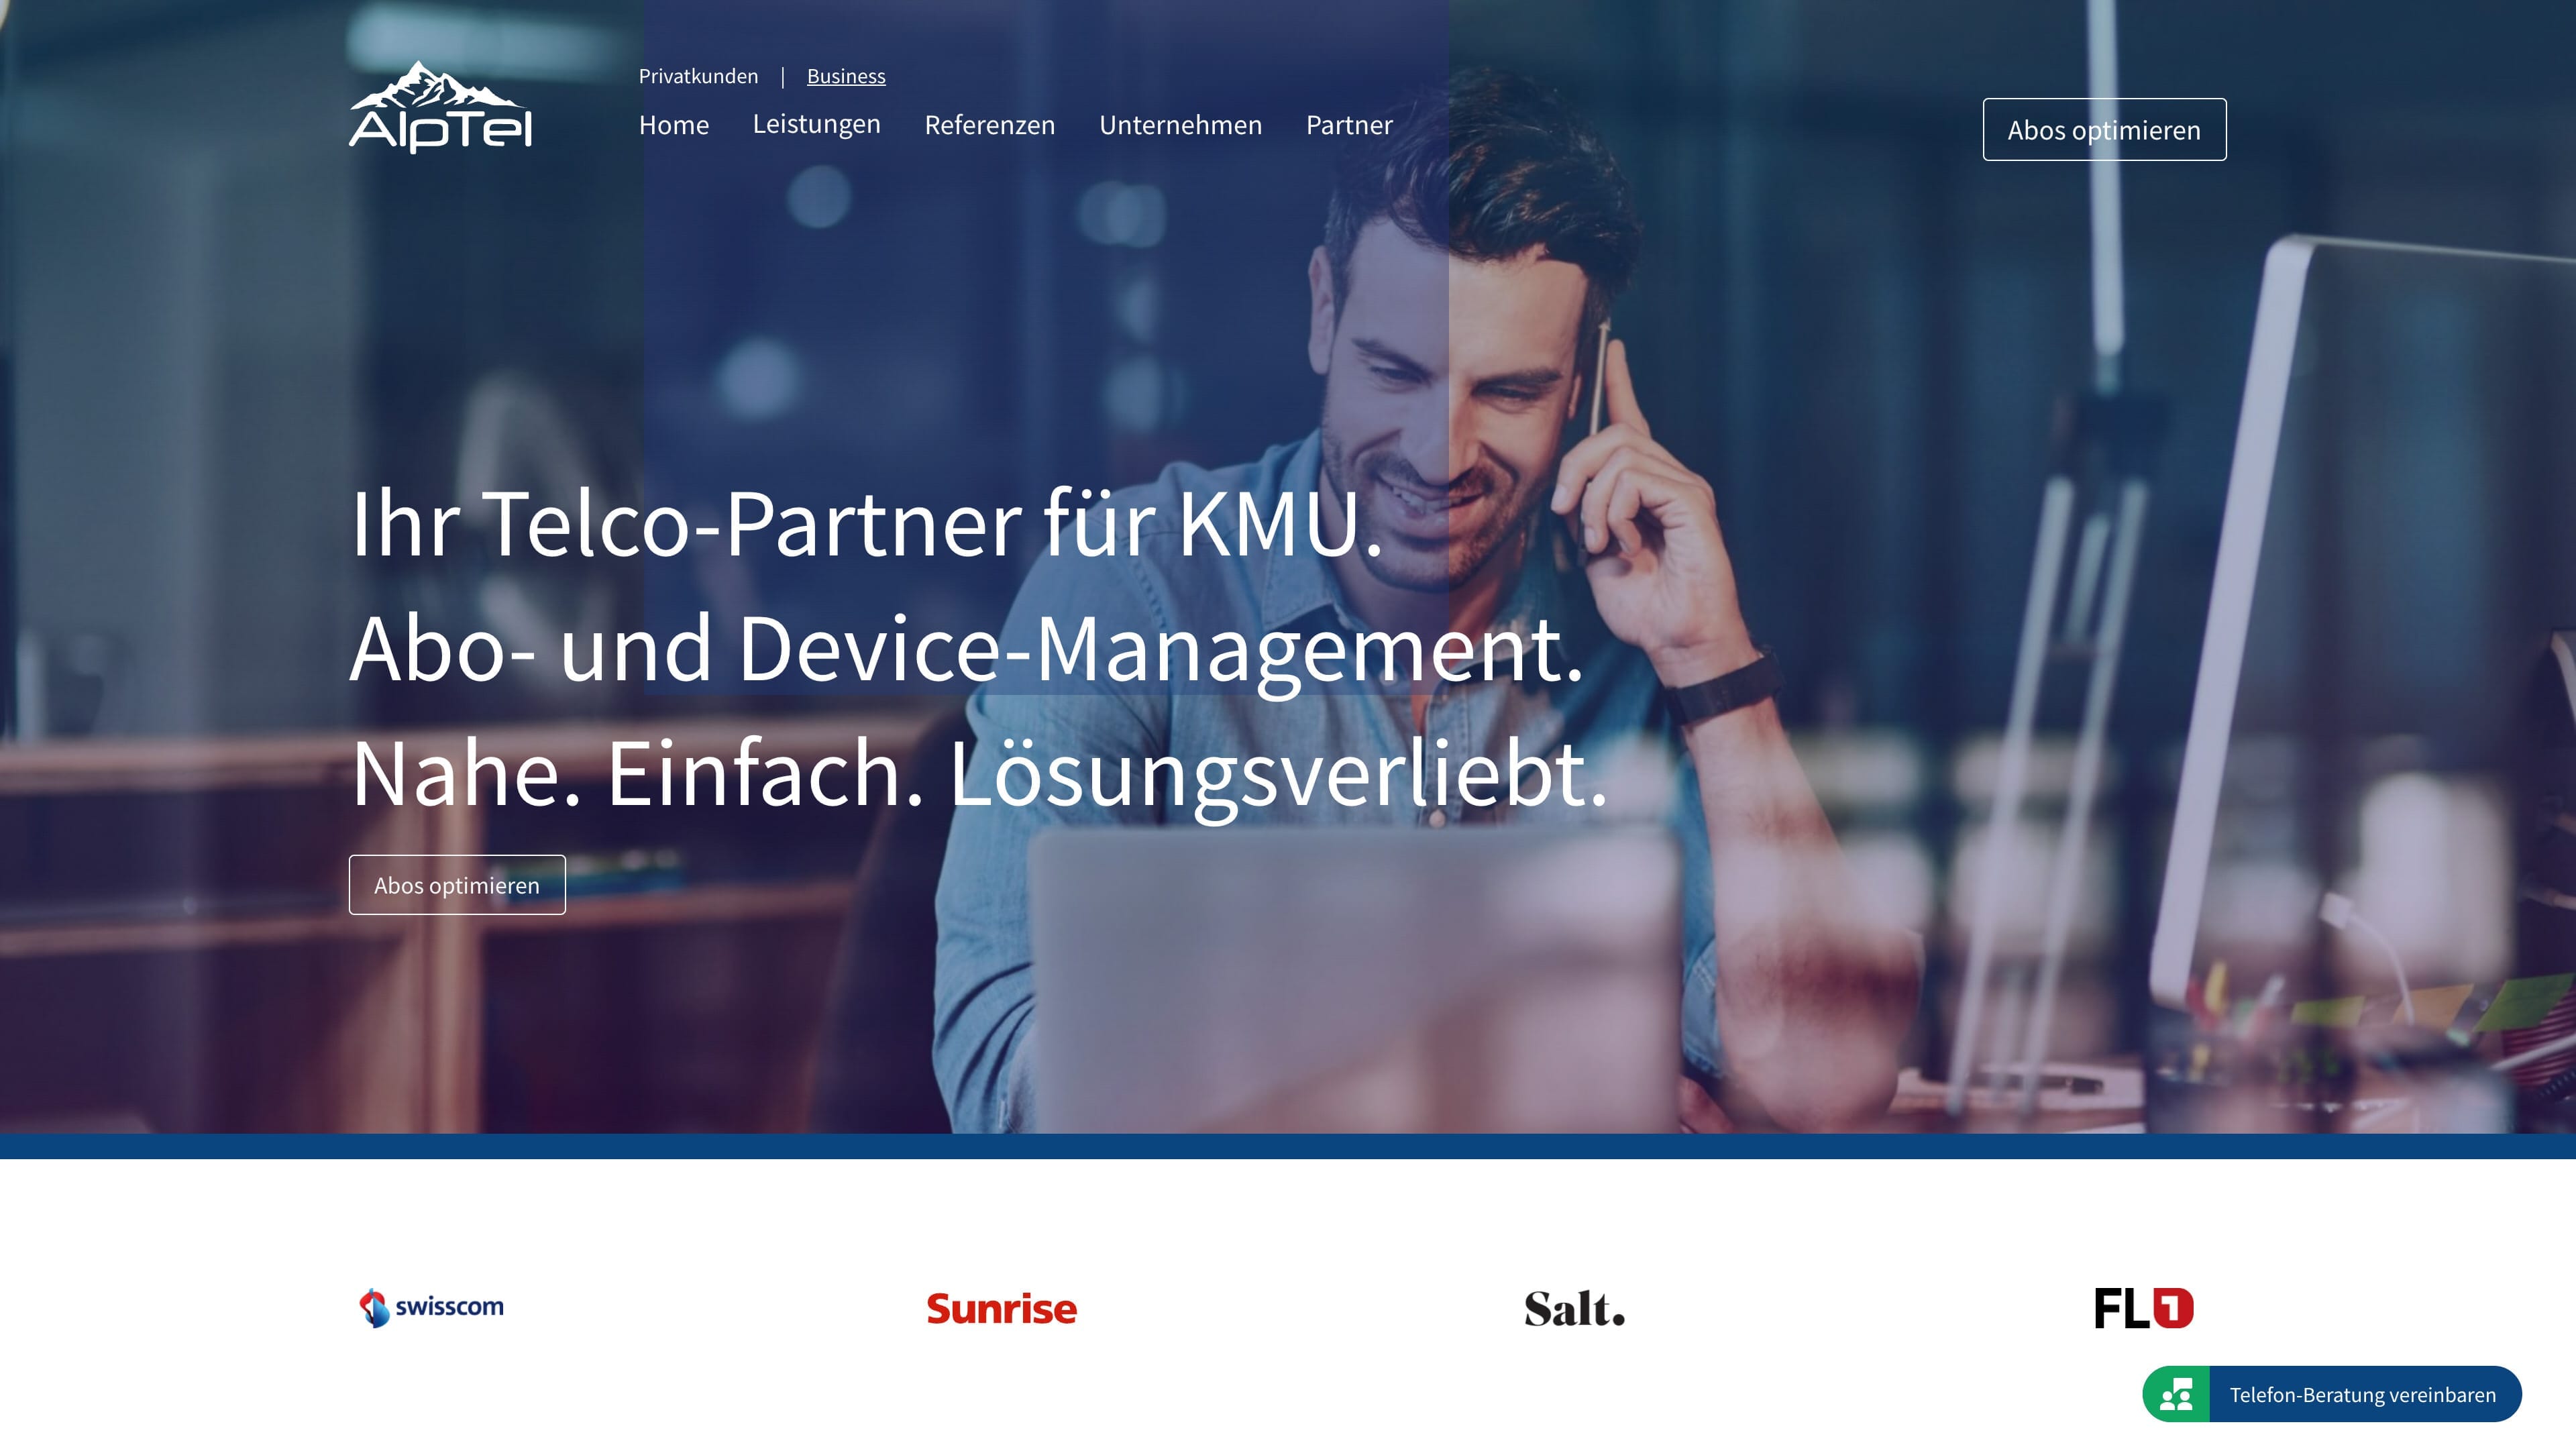 AlpTel
Privatkunden | Business
Home Leistungen Referenzen Unternehmen Partner
Abos optimieren
Ihr Telco-Partner für KMU.
Abo- und Device-Management.
Nahe. Einfach. Lösungsverliebt.
Abos optimieren
swisscom Sunrise Salt. FL1
Telefon-Beratung vereinbaren